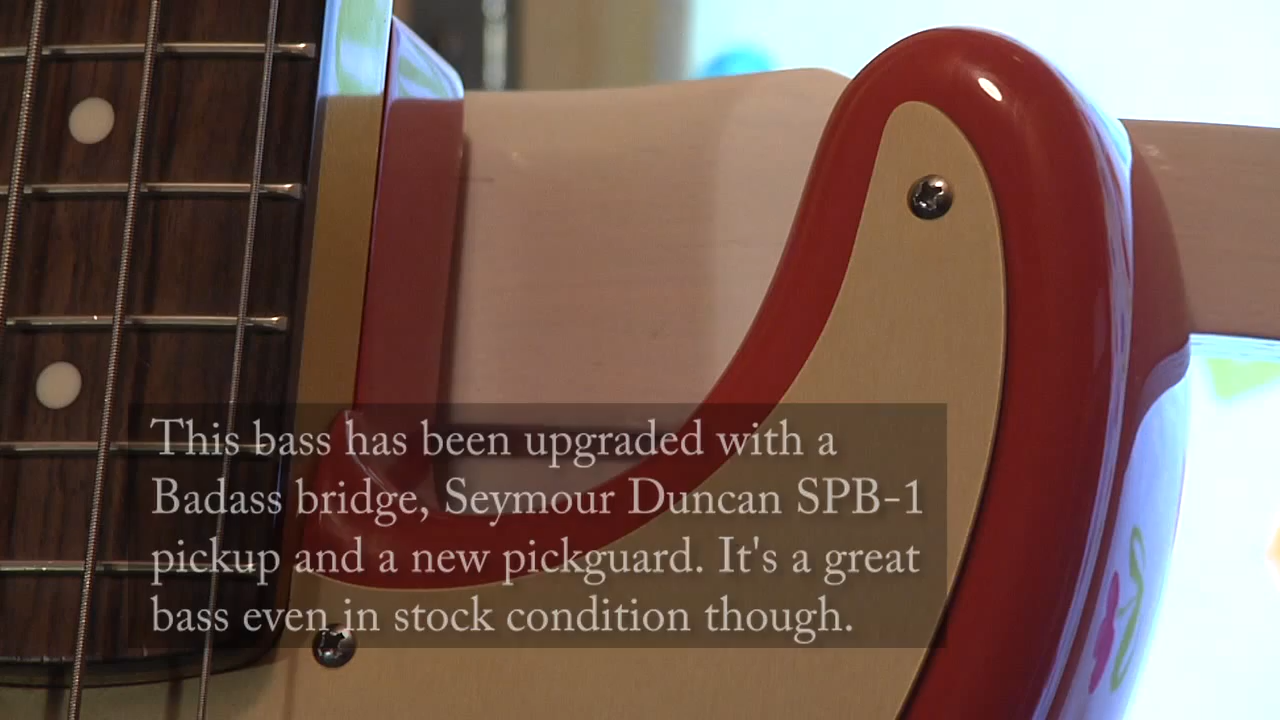 This bass has been upgraded with a
Badass bridge, Seymour Duncan SPB-1
pickup and a new pickguard. It's a great
bass even in stock condition though.